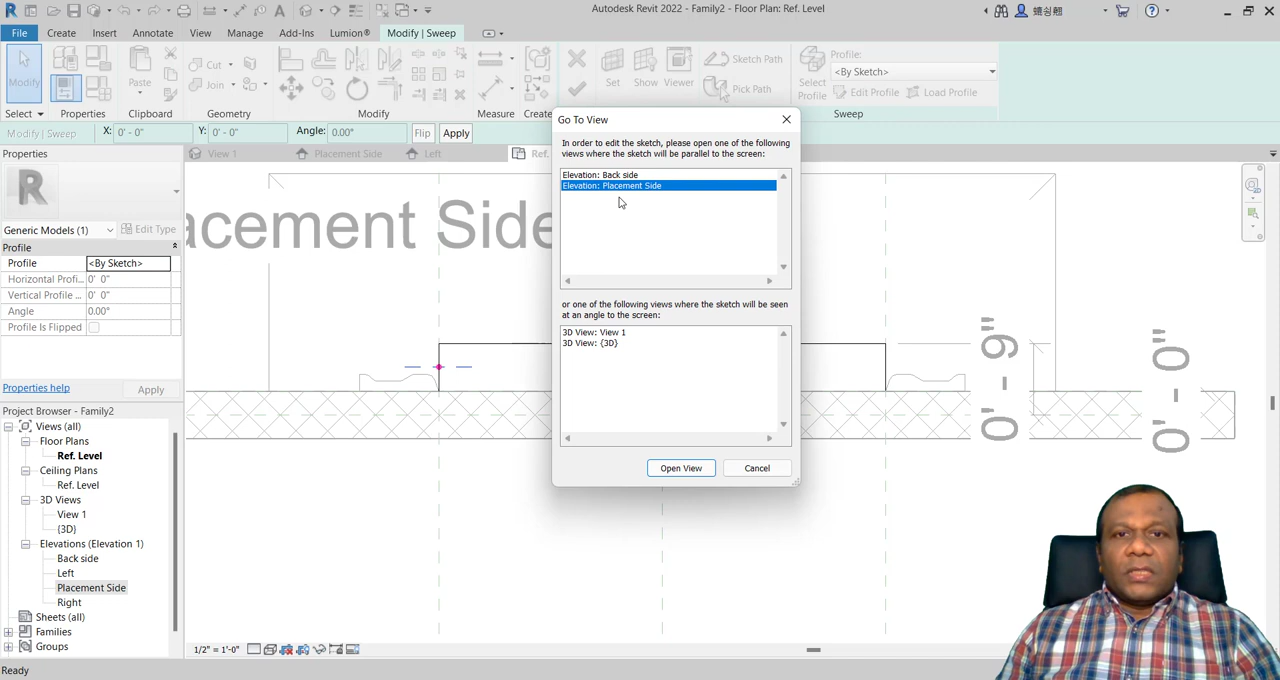 Autodesk Revit 2022 - Family2 - Floor Plan: Ref. Level
File
Create
Insert
Annotate
View
Manage
Add-Ins
Lumion®
Modify | Sweep
Modify
Paste
Cut
Join
Set
Show
Viewer
Sketch Path
Pick Path
Select
Profile
Profile:
<By Sketch>
Edit Profile
Load Profile
Select
Properties
Clipboard
Geometry
Modify
Measure
Create
Sweep
Modify | Sweep
X:
0' - 0"
Y:
0' - 0"
Angle:
0.00°
Flip
Apply
Properties
View 1
Placement Side
Left
Ref.
R
Generic Models (1)
Edit Type
Profile
Profile
<By Sketch>
Horizontal Profi...
0' 0"
Vertical Profile ...
0' 0"
Angle
0.00°
Profile Is Flipped
Properties help
Apply
Project Browser - Family2
Views (all)
Floor Plans
Ref. Level
Ceiling Plans
Ref. Level
3D Views
View 1
{3D}
Elevations (Elevation 1)
Back side
Left
Placement Side
Right
Sheets (all)
Families
Groups
acement Side
0' - 9"
0' - 0"
Go To View
In order to edit the sketch, please open one of the following
views where the sketch will be parallel to the screen:
Elevation: Back side
Elevation: Placement Side
or one of the following views where the sketch will be seen
at an angle to the screen:
3D View: View 1
3D View: {3D}
Open View
Cancel
1/2" = 1'-0"
Ready